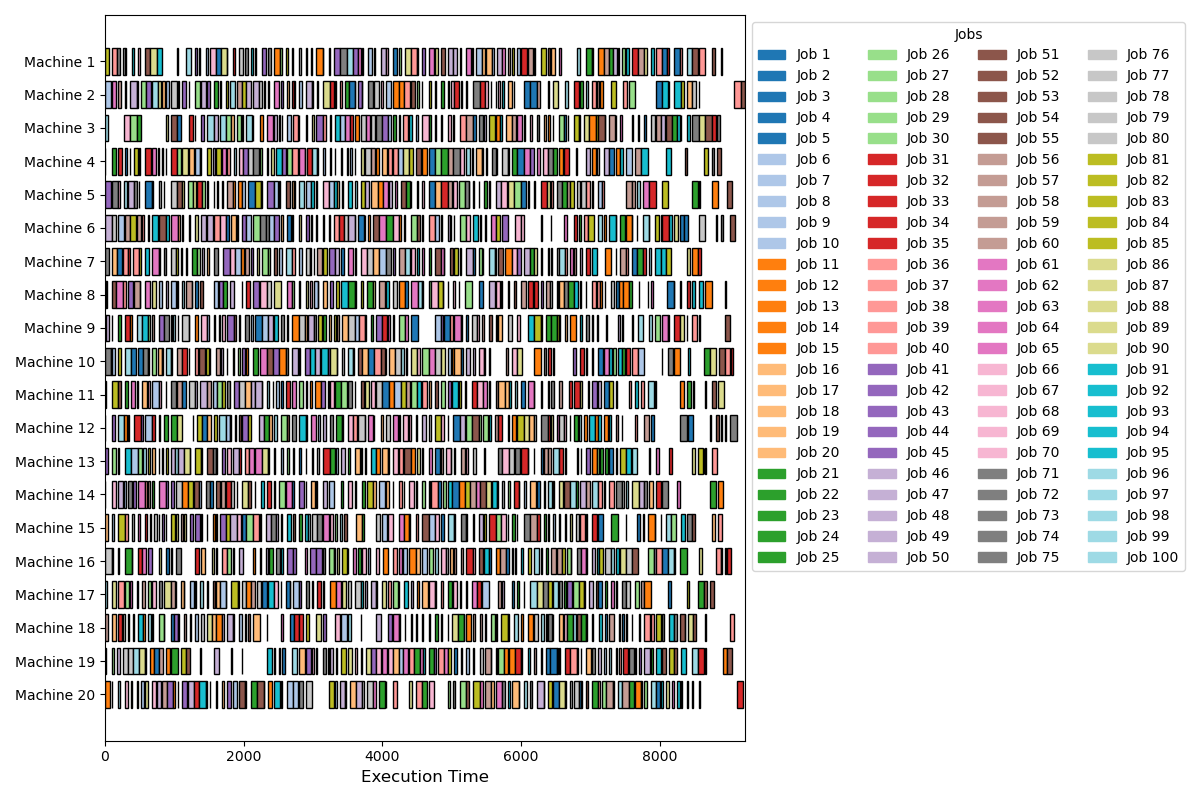 Machine 1
Machine 2
Machine 3
Machine 4
Machine 5
Machine 6
Machine 7
Machine 8
Machine 9
Machine 10
Machine 11
Machine 12
Machine 13
Machine 14
Machine 15
Machine 16
Machine 17
Machine 18
Machine 19
Machine 20
0 2000 4000 6000 8000
Execution Time
Jobs
Job 1 Job 26 Job 51 Job 76
Job 2 Job 27 Job 52 Job 77
Job 3 Job 28 Job 53 Job 78
Job 4 Job 29 Job 54 Job 79
Job 5 Job 30 Job 55 Job 80
Job 6 Job 31 Job 56 Job 81
Job 7 Job 32 Job 57 Job 82
Job 8 Job 33 Job 58 Job 83
Job 9 Job 34 Job 59 Job 84
Job 10 Job 35 Job 60 Job 85
Job 11 Job 36 Job 61 Job 86
Job 12 Job 37 Job 62 Job 87
Job 13 Job 38 Job 63 Job 88
Job 14 Job 39 Job 64 Job 89
Job 15 Job 40 Job 65 Job 90
Job 16 Job 41 Job 66 Job 91
Job 17 Job 42 Job 67 Job 92
Job 18 Job 43 Job 68 Job 93
Job 19 Job 44 Job 69 Job 94
Job 20 Job 45 Job 70 Job 95
Job 21 Job 46 Job 71 Job 96
Job 22 Job 47 Job 72 Job 97
Job 23 Job 48 Job 73 Job 98
Job 24 Job 49 Job 74 Job 99
Job 25 Job 50 Job 75 Job 100